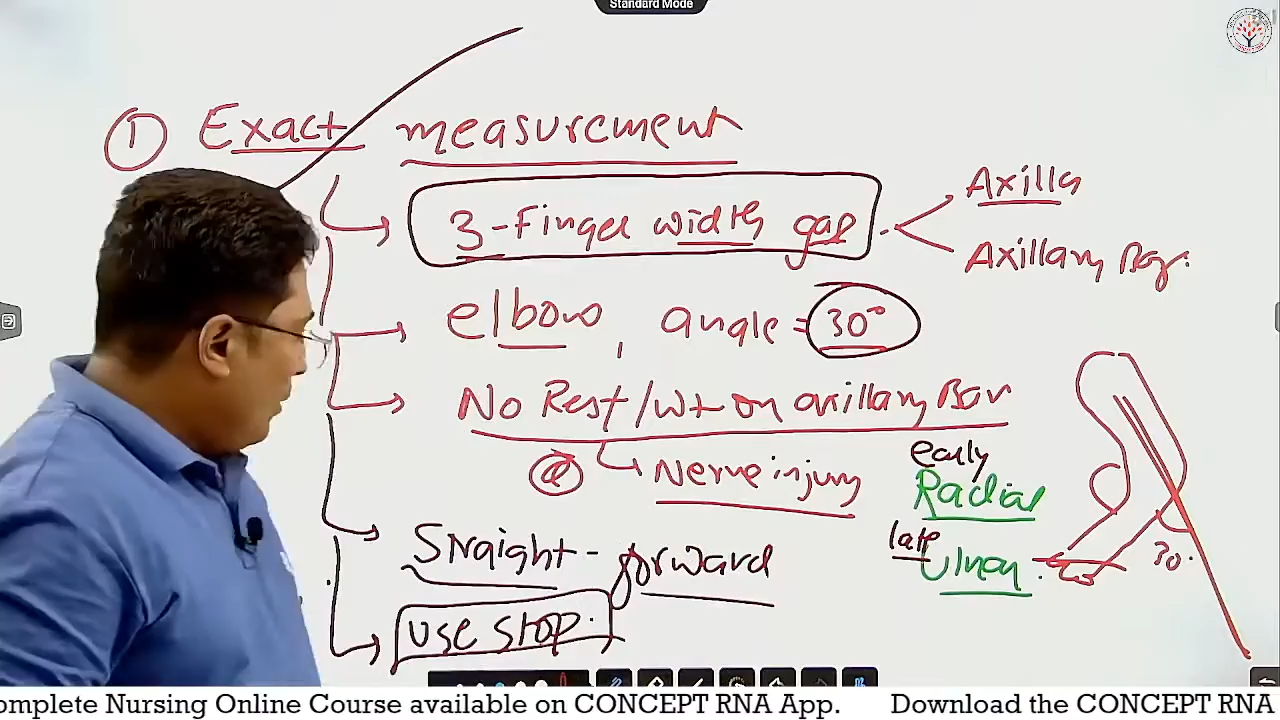 Standard Mode
① Exact measurement
3-Finger width gap
Axilla
Axillary Bar.
elbow, angle = 30°
No Rest/wt on axillary Bar
@ Nerve injury
early
Radial
late
Ulnar.
30°
Straight-forward
use stop.
omplete Nursing Online Course available on CONCEPT RNA App. Download the CONCEPT RNA